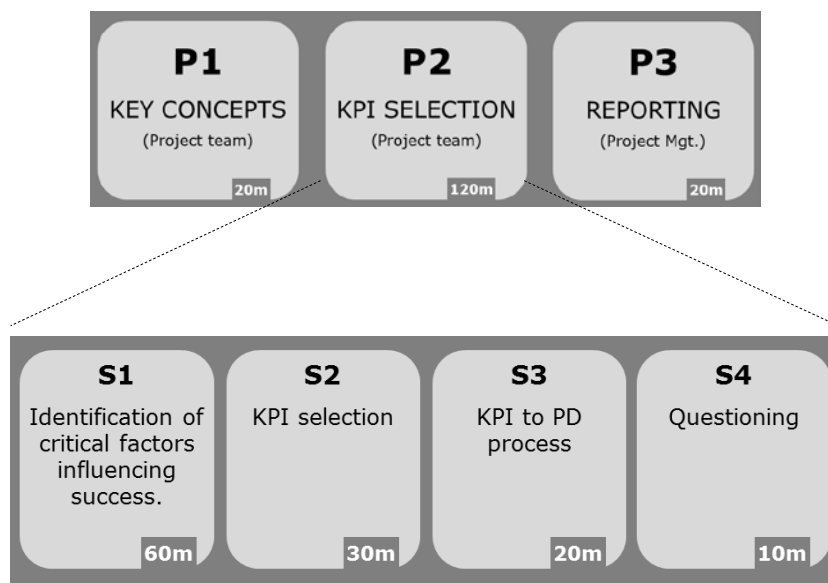 P1
KEY CONCEPTS
(Project team)
20m
P2
KPI SELECTION
(Project team)
120m
P3
REPORTING
(Project Mgt.)
20m
S1
Identification of
critical factors
influencing
success.
60m
S2
KPI selection
30m
S3
KPI to PD
process
20m
S4
Questioning
10m